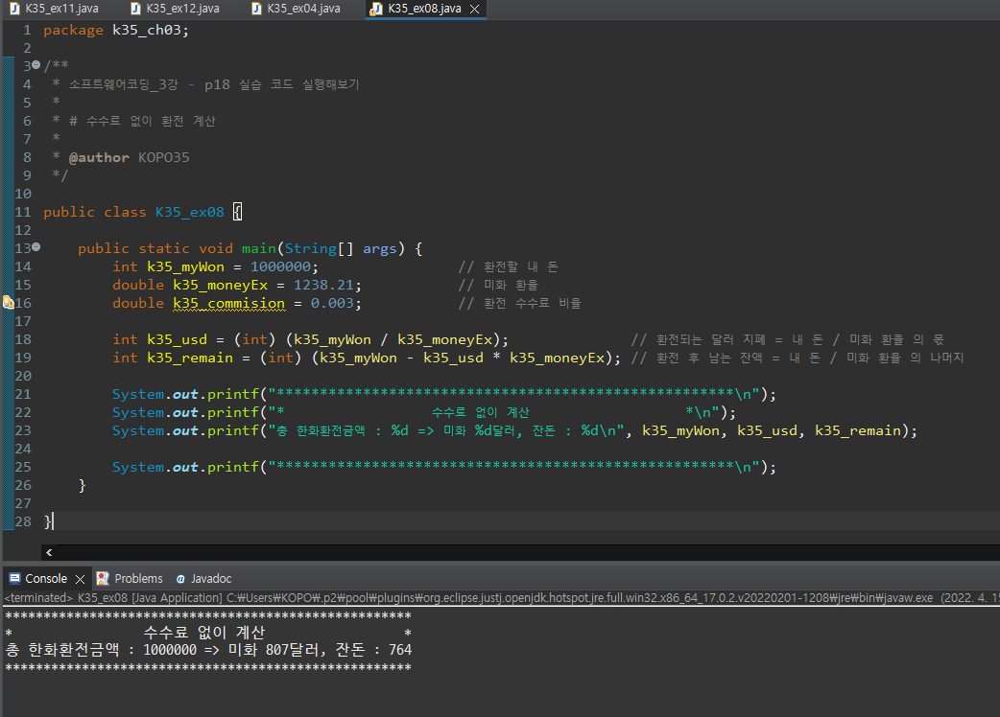 K35_ex11.java K35_ex12.java K35_ex04.java K35_ex08.java
1 package k35_ch03;
2
3 /**
4 * 소프트웨어코딩_3강 - p18 실습 코드 실행해보기
5 *
6 * # 수수료 없이 환전 계산
7 *
8 * @author KOPO35
9 */
10
11 public class K35_ex08 {
12
13 public static void main(String[] args) {
14 int k35_myWon = 1000000; // 환전할 내 돈
15 double k35_moneyEx = 1238.21; // 미화 환율
16 double k35_commision = 0.003; // 환전 수수료 비율
17
18 int k35_usd = (int) (k35_myWon / k35_moneyEx); // 환전되는 달러 지폐 = 내 돈 / 미화 환율 의 몫
19 int k35_remain = (int) (k35_myWon - k35_usd * k35_moneyEx); // 환전 후 남는 잔액 = 내 돈 / 미화 환율 의 나머지
20
21 System.out.printf("*****************************************************\n");
22 System.out.printf("* 수수료 없이 계산 *\n");
23 System.out.printf("총 한화환전금액 : %d => 미화 %d달러, 잔돈 : %d\n", k35_myWon, k35_usd, k35_remain);
24
25 System.out.printf("*****************************************************\n");
26 }
27
28 }
Console Problems Javadoc
<terminated> K35_ex08 [Java Application] C:₩Users₩KOPO₩.p2₩pool₩plugins₩org.eclipse.justj.openjdk.hotspot.jre.full.win32.x86_64_17.0.2.v20220201-1208₩jre₩bin₩javaw.exe (2022. 4. 15
*****************************************************
* 수수료 없이 계산 *
총 한화환전금액 : 1000000 => 미화 807달러, 잔돈 : 764
*****************************************************